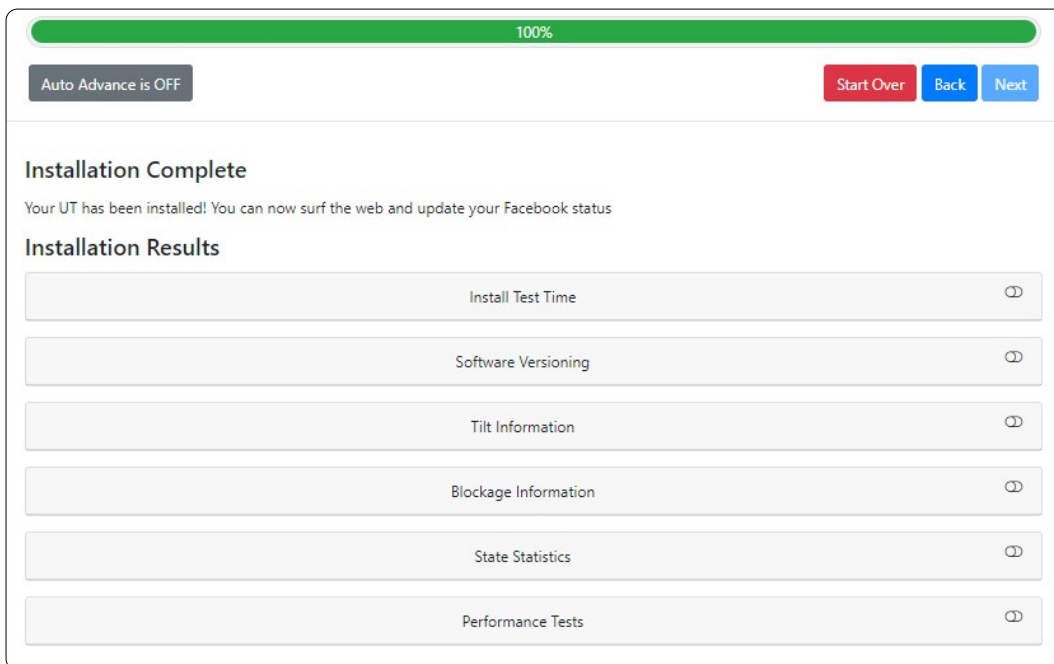 100%
Auto Advance is OFF
Start Over Back Next
Installation Complete
Your UT has been installed! You can now surf the web and update your Facebook status
Installation Results
Install Test Time
Software Versioning
Tilt Information
Blockage Information
State Statistics
Performance Tests